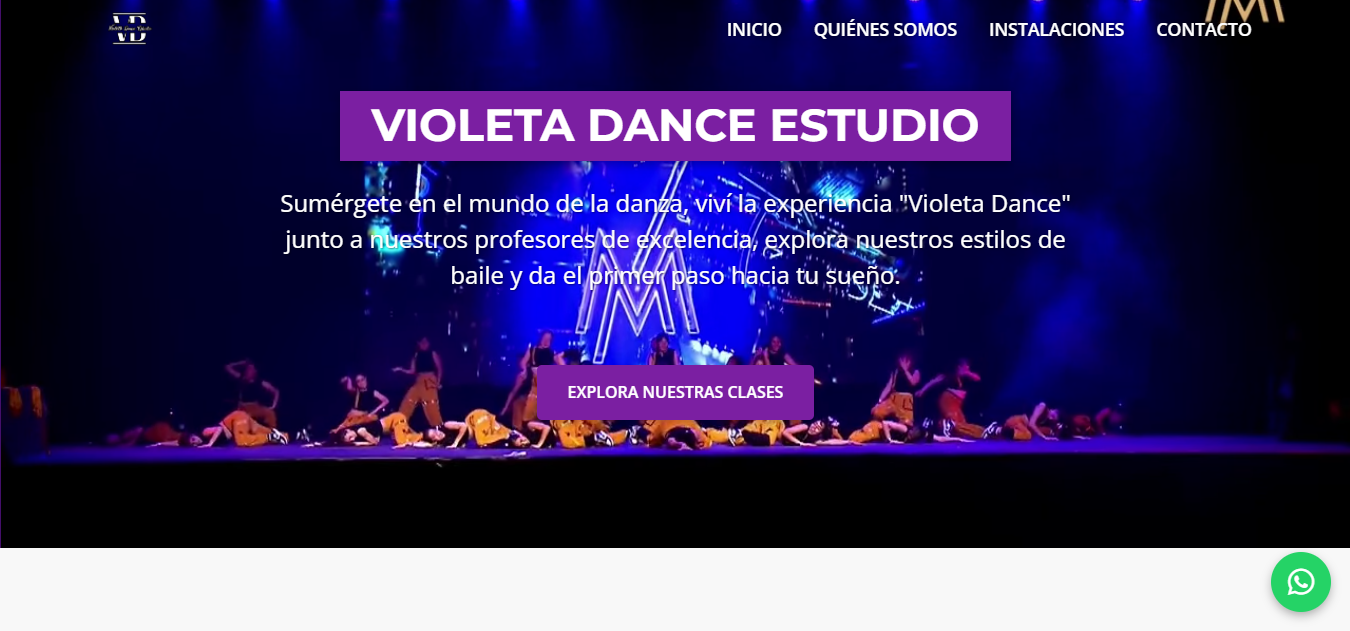 VD
INICIO QUIÉNES SOMOS INSTALACIONES CONTACTO
VIOLETA DANCE ESTUDIO
Sumérgete en el mundo de la danza, viví la experiencia "Violeta Dance"
junto a nuestros profesores de excelencia, explora nuestros estilos de
baile y da el primer paso hacia tu sueño.
M
EXPLORA NUESTRAS CLASES